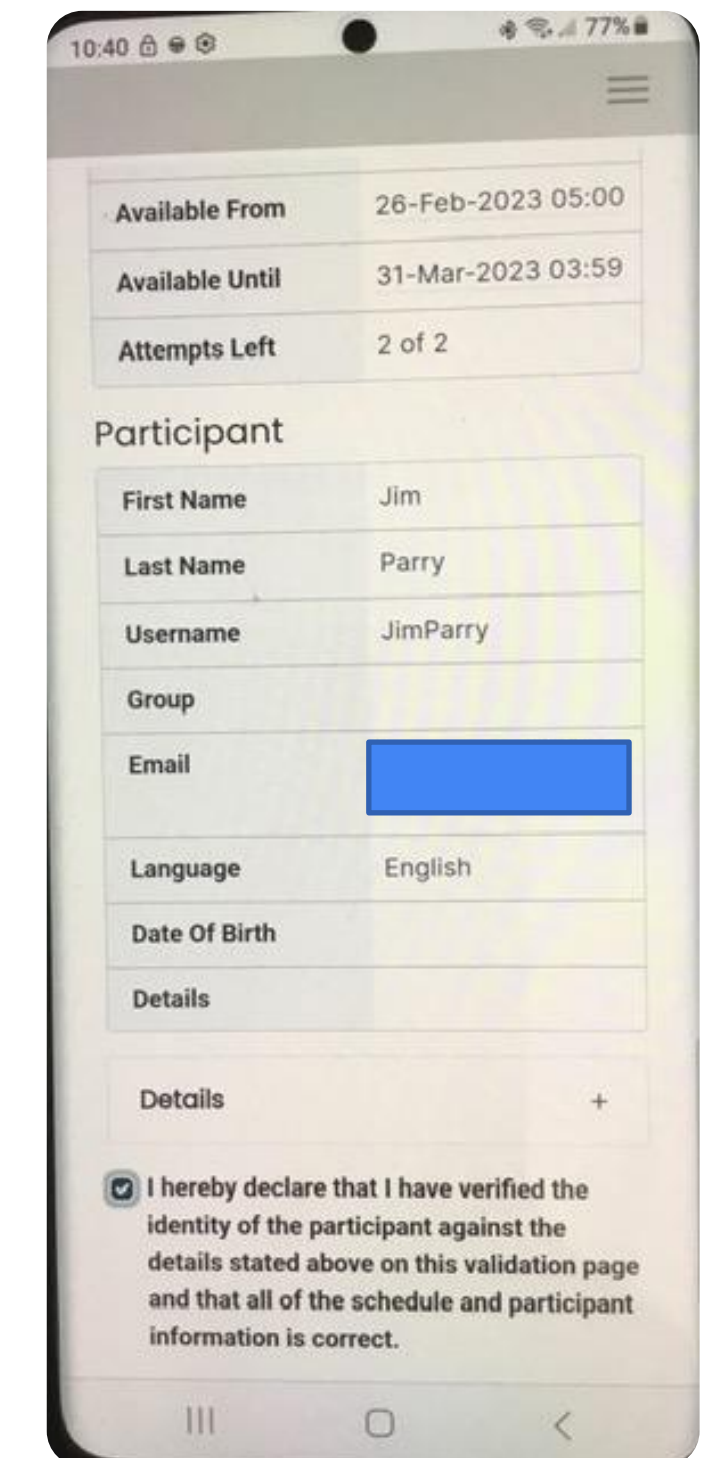 10:40 77%
Available From 26-Feb-2023 05:00
Available Until 31-Mar-2023 03:59
Attempts Left 2 of 2
Participant
First Name Jim
Last Name Parry
Username JimParry
Group
Email
Language English
Date Of Birth
Details
Details +
I hereby declare that I have verified the
identity of the participant against the
details stated above on this validation page
and that all of the schedule and participant
information is correct.